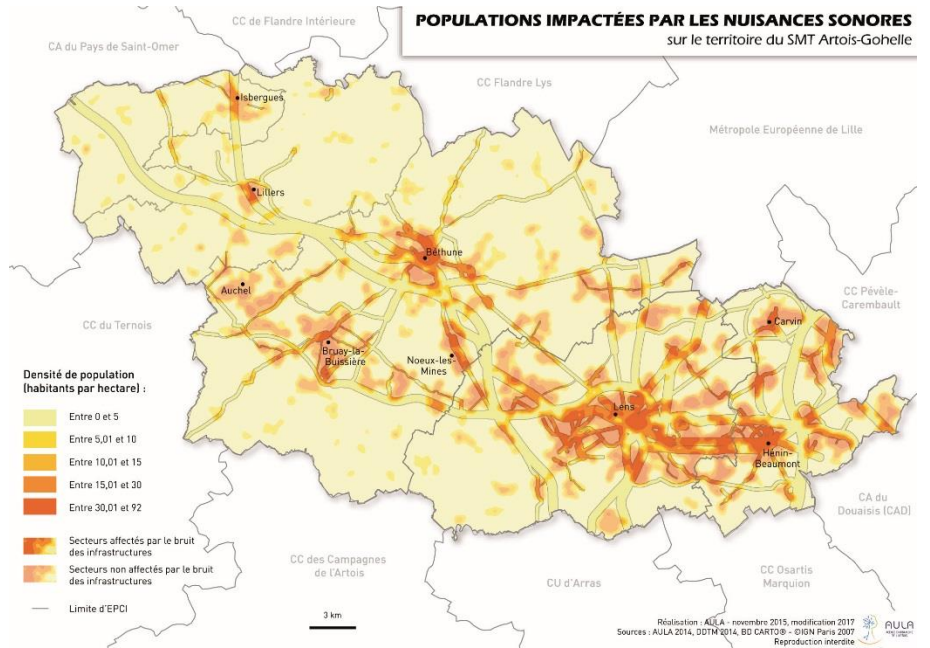 POPULATIONS IMPACTÉES PAR LES NUISANCES SONORES
sur le territoire du SMT Artois-Gohelle
CC de Flandre Intérieure
CA du Pays de Saint-Omer
CC Flandre Lys
Métropole Européenne de Lille
Isbergues
Lillers
Béthune
Auchel
CC Pévèle-
Carembault
CC du Ternois
Carvin
Bruay-la-
Buissière
Noeux-les-
Mines
Lens
Hénin-
Beaumont
Densité de population
(habitants par hectare) :
Entre 0 et 5
Entre 5,01 et 10
Entre 10,01 et 15
Entre 15,01 et 30
Entre 30,01 et 92
Secteurs affectés par le bruit
des infrastructures
Secteurs non affectés par le bruit
des infrastructures
Limite d'EPCI
CA du
Douaisis (CAD)
CC des Campagnes
de l'Artois
CU d'Arras
CC Osartis
Marquion
3 km
Réalisation : AULA - novembre 2015, modification 2017
Sources : AULA 2014, DDTM 2014, BD CARTO® - ©IGN Paris 2007
Reproduction interdite
AULA